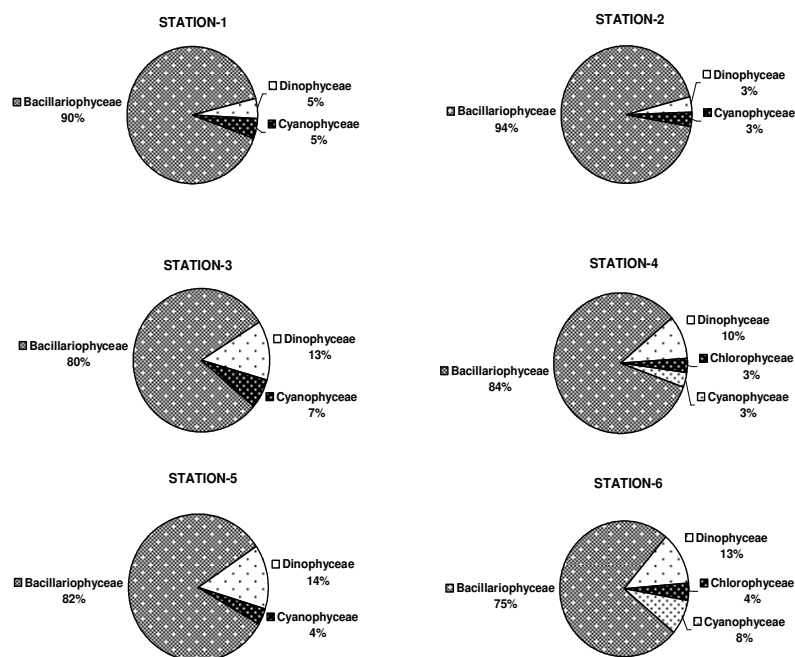 STATION-1
Bacillariophyceae
90%
Dinophyceae
5%
Cyanophyceae
5%
STATION-2
Bacillariophyceae
94%
Dinophyceae
3%
Cyanophyceae
3%
STATION-3
Bacillariophyceae
80%
Dinophyceae
13%
Cyanophyceae
7%
STATION-4
Bacillariophyceae
84%
Dinophyceae
10%
Chlorophyceae
3%
Cyanophyceae
3%
STATION-5
Bacillariophyceae
82%
Dinophyceae
14%
Cyanophyceae
4%
STATION-6
Bacillariophyceae
75%
Dinophyceae
13%
Chlorophyceae
4%
Cyanophyceae
8%